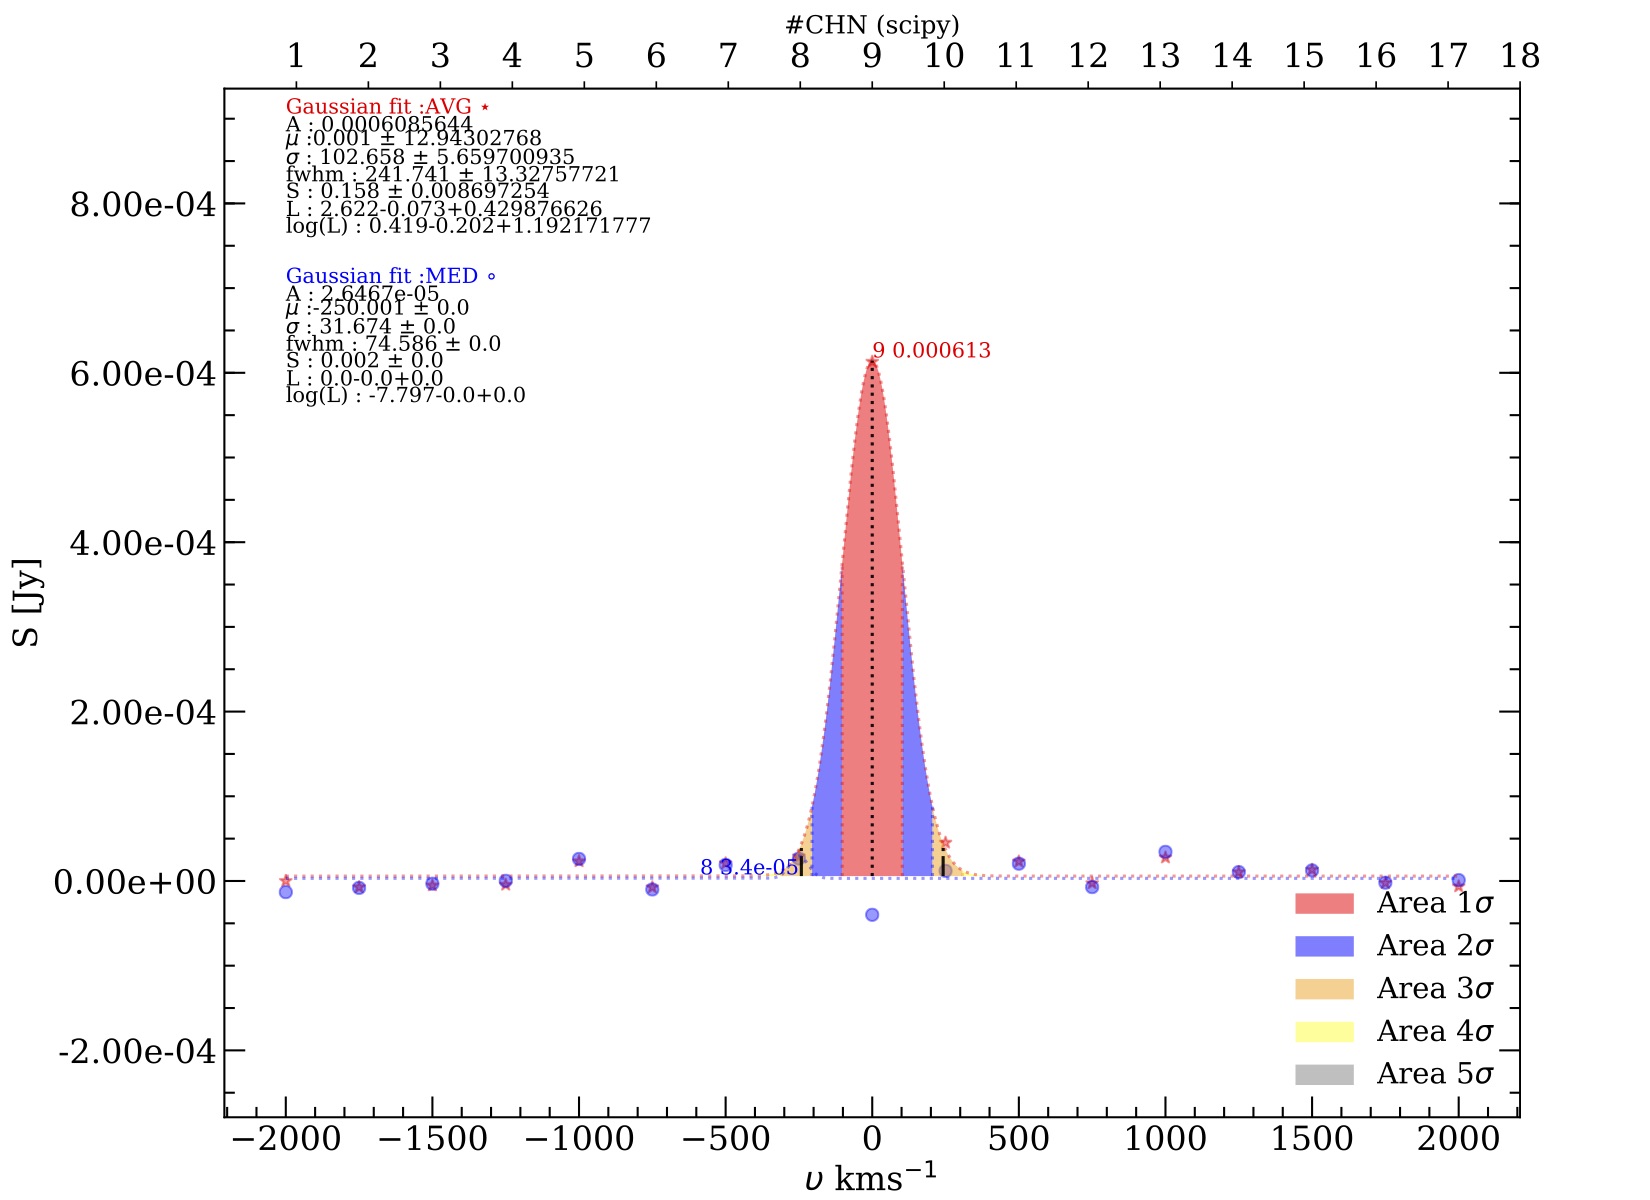 #CHN (scipy)
1 2 3 4 5 6 7 8 9 10 11 12 13 14 15 16 17 18
Gaussian fit :AVG ⋆
A : 0.0006085644
μ :0.001 ± 12.94302768
σ : 102.658 ± 5.659700935
fwhm : 241.741 ± 13.32757721
S : 0.158 ± 0.008697254
L : 2.622-0.073+0.429876626
log(L) : 0.419-0.202+1.192171777
Gaussian fit :MED ∘
A : 2.6467e-05
μ :-250.001 ± 0.0
σ : 31.674 ± 0.0
fwhm : 74.586 ± 0.0
S : 0.002 ± 0.0
L : 0.0-0.0+0.0
log(L) : -7.797-0.0+0.0
9 0.000613
8 3.4e-05
S [Jy]
8.00e-04
6.00e-04
4.00e-04
2.00e-04
0.00e+00
-2.00e-04
Area 1σ
Area 2σ
Area 3σ
Area 4σ
Area 5σ
−2000 −1500 −1000 −500 0 500 1000 1500 2000
υ kms⁻¹